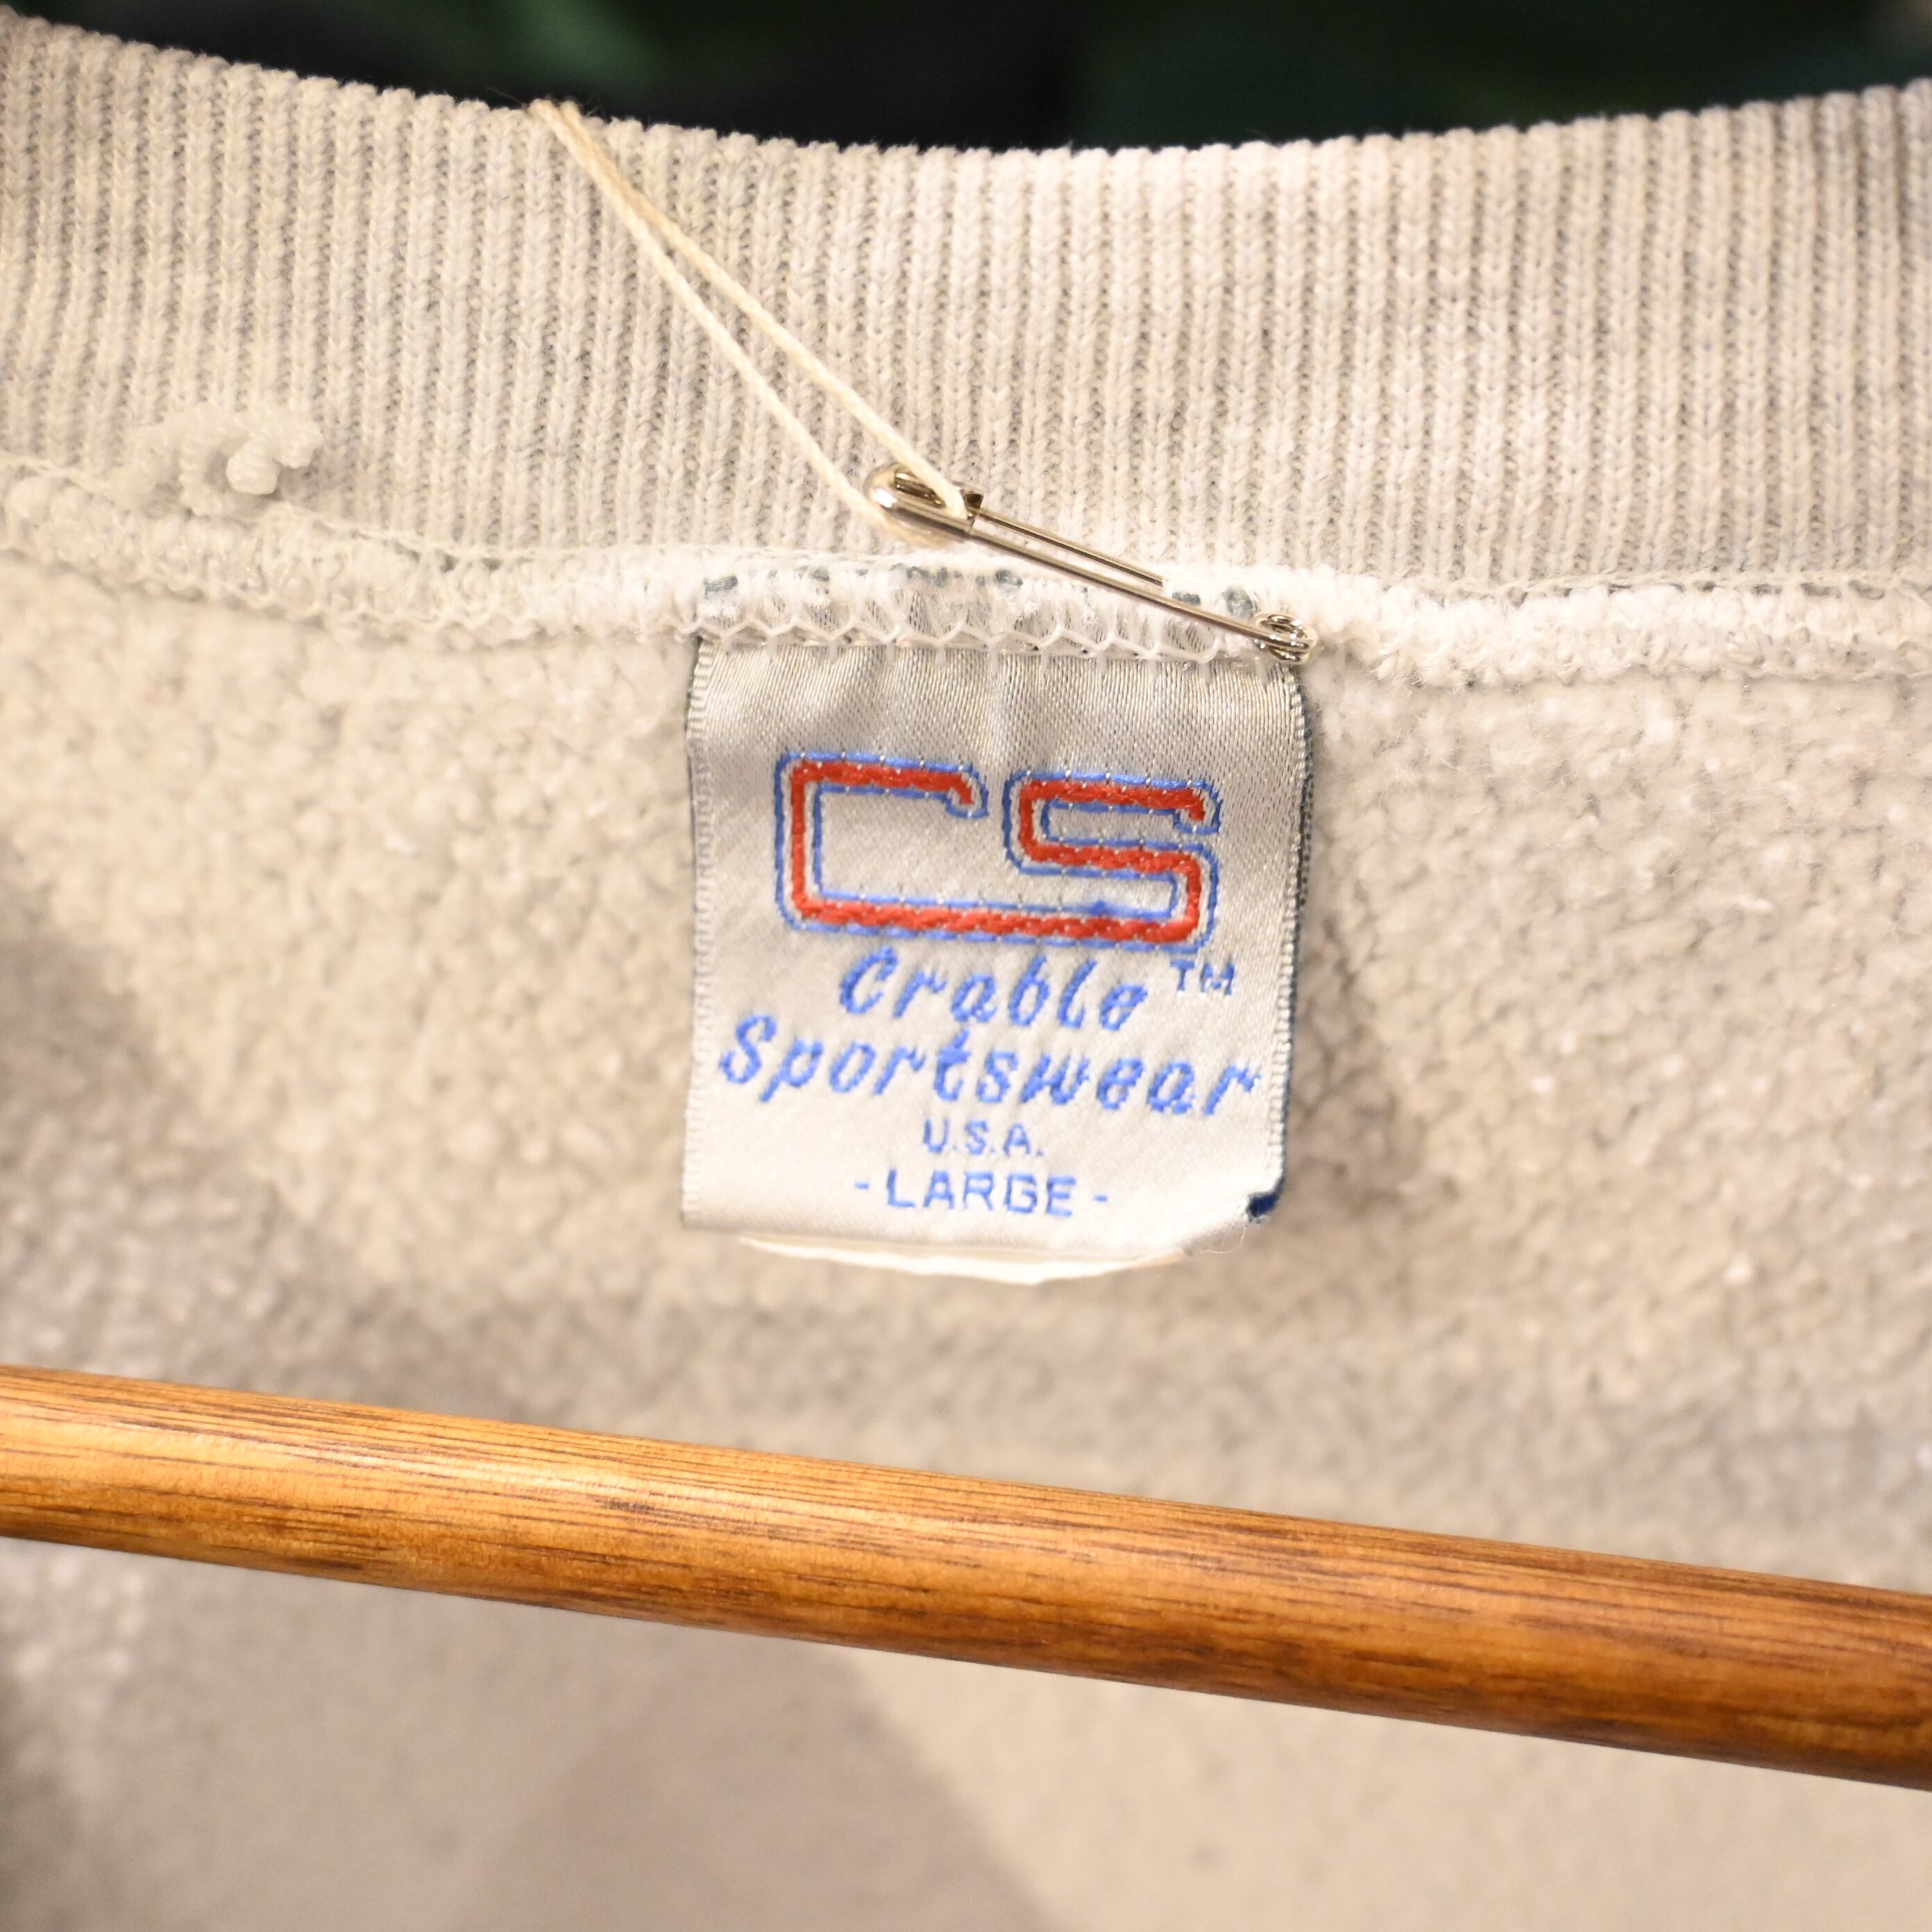 CS
Crable™
Sportswear
U.S.A.
-LARGE-